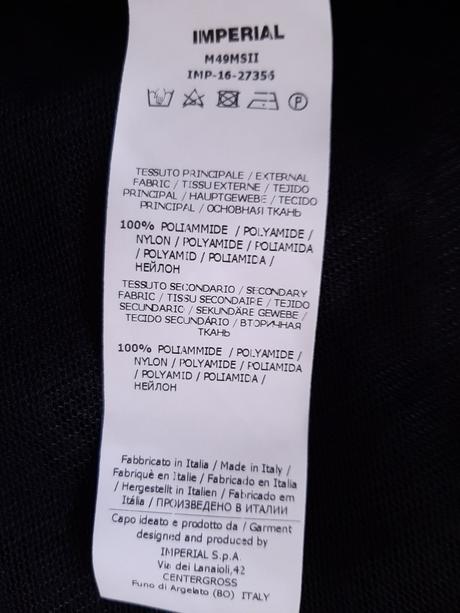 IMPERIAL
M49MSII
IMP-16-27356
P
TESSUTO PRINCIPALE / EXTERNAL
FABRIC / TISSU EXTERNE / TEJIDO
PRINCIPAL / HAUPTGEWEBE / TECIDO
PRINCIPAL / ОСНОВНАЯ ТКАНЬ
100% POLIAMMIDE / POLYAMIDE /
NYLON / POLYAMIDE / POLIAMIDA
/ POLYAMID / POLIAMIDA /
НЕЙЛОН
TESSUTO SECONDARIO / SECONDARY
FABRIC / TISSU SECONDAIRE / TEJIDO
SECUNDARIO / SEKUNDÄRE GEWEBE /
TECIDO SECUNDÁRIO / ВТОРИЧНАЯ
ТКАНЬ
100% POLIAMMIDE / POLYAMIDE /
NYLON / POLYAMIDE / POLIAMIDA
/ POLYAMID / POLIAMIDA /
НЕЙЛОН
Fabbricato in Italia / Made in Italy /
Fabriqué en Italie / Fabricado en Italia
/ Hergestellt in Italien / Fabricado em
Itália / ПРОИЗВЕДЕНО В ИТАЛИИ
Capo ideato e prodotto da / Garment
designed and produced by
IMPERIAL S.p.A.
Via dei Lanaioli,42
CENTERGROSS
Funo di Argelato (BO) ITALY